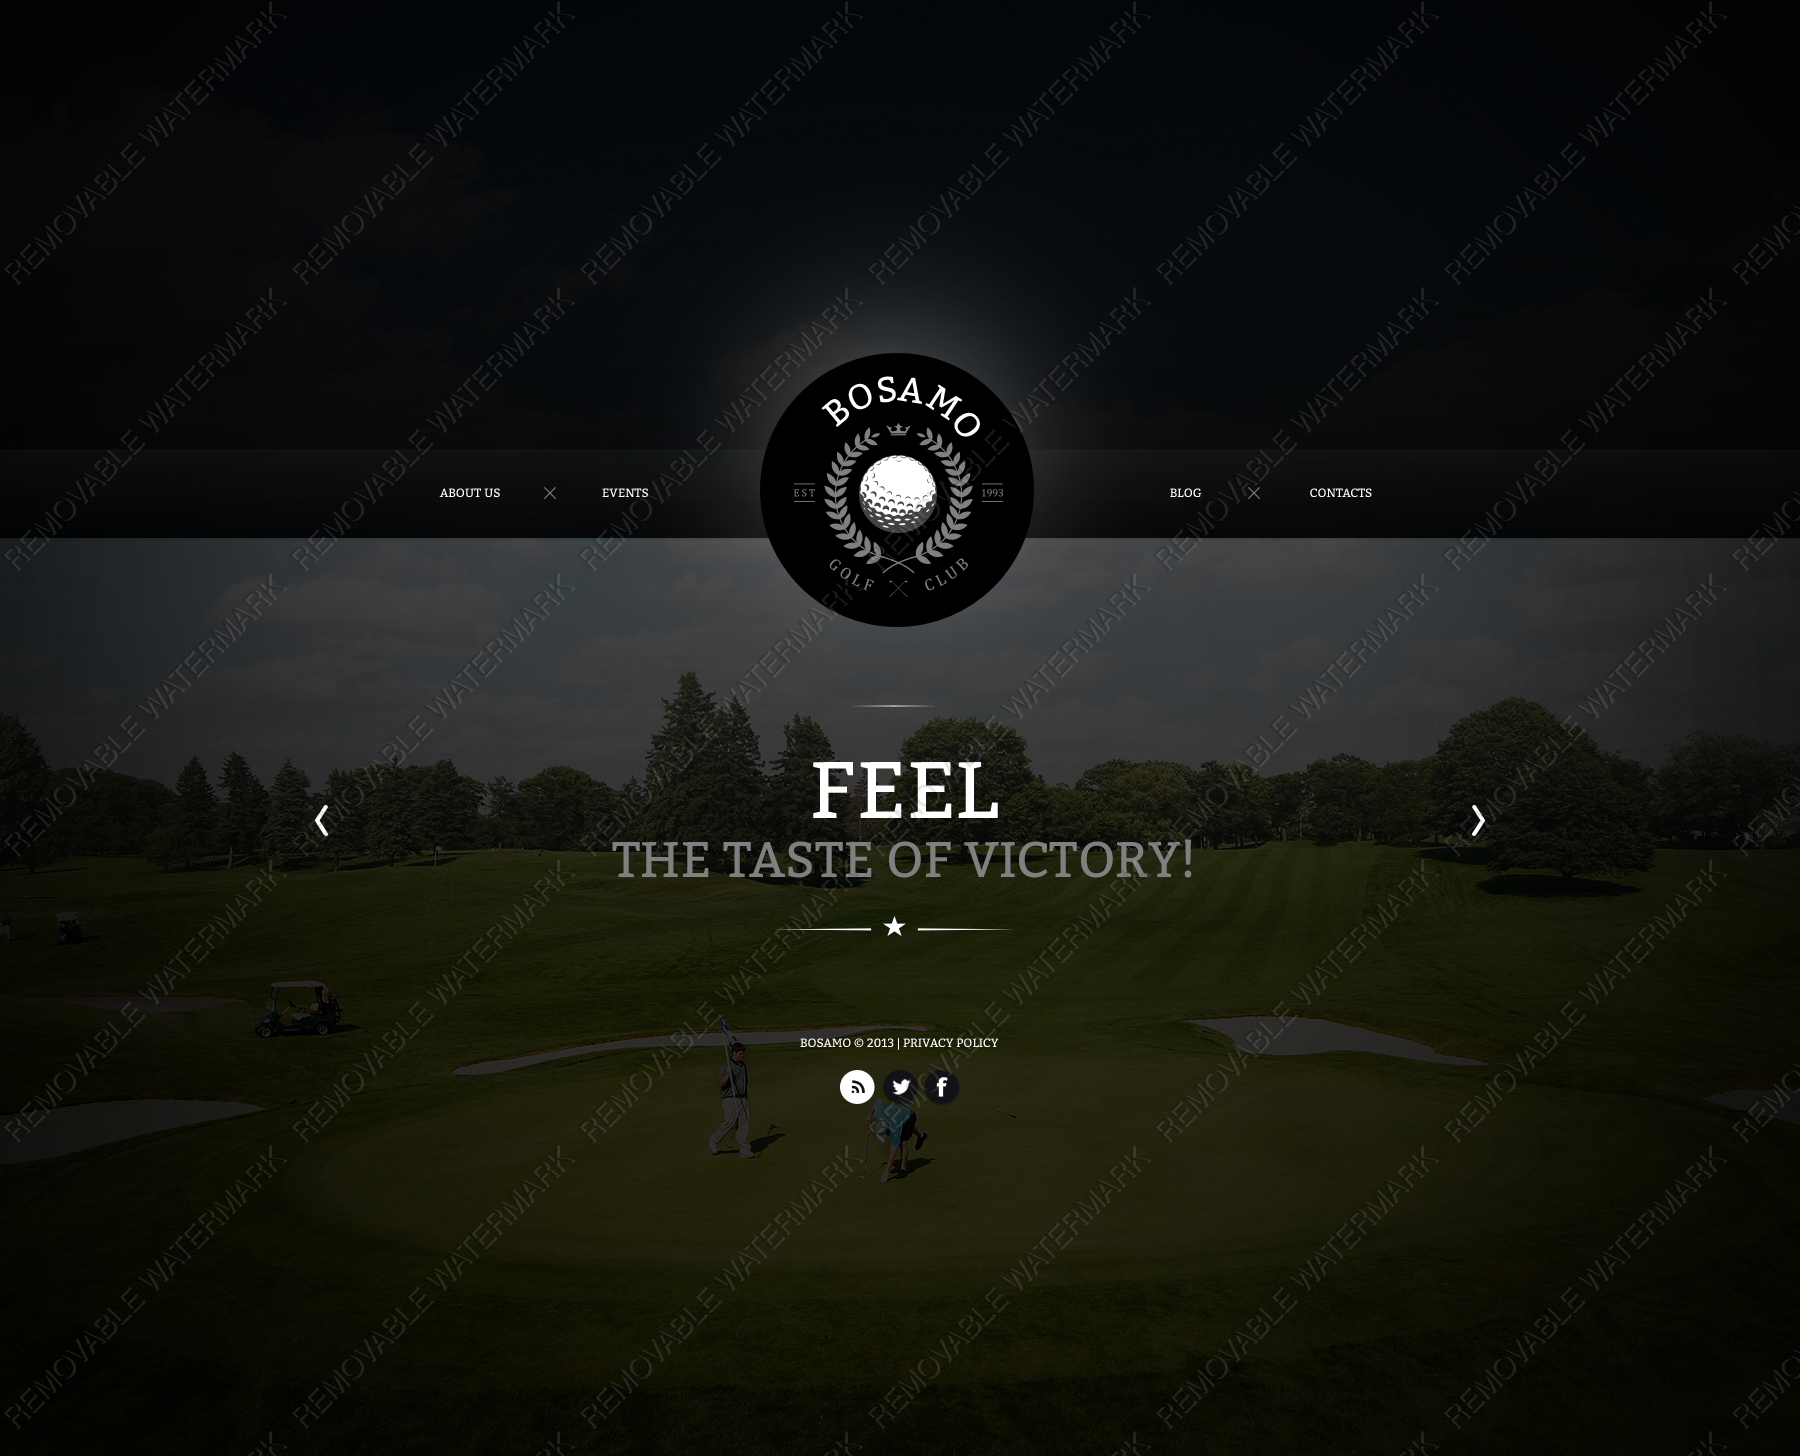 BOSAMO
EST
1993
GOLF CLUB
ABOUT US
EVENTS
BLOG
CONTACTS
FEEL
THE TASTE OF VICTORY!
BOSAMO © 2013 | PRIVACY POLICY
REMOVABLE WATERMARK